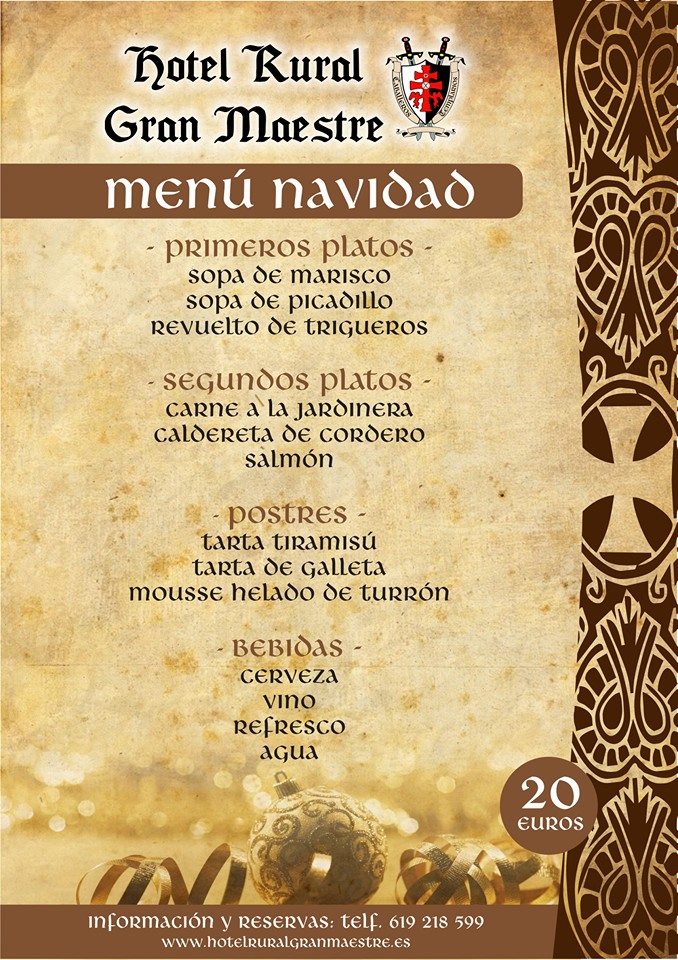 Hotel Rural
Gran Maestre
Caballeros Templarios
menú navidad
- primeros platos -
sopa de marisco
sopa de picadillo
revuelto de trigueros
- segundos platos -
carne a la jardinera
caldereta de cordero
salmón
- postres -
tarta tiramisú
tarta de galleta
mousse helado de turrón
- bebidas -
cerveza
vino
refresco
agua
20
euros
información y reservas: telf. 619 218 599
www.hotelruralgranmaestre.es